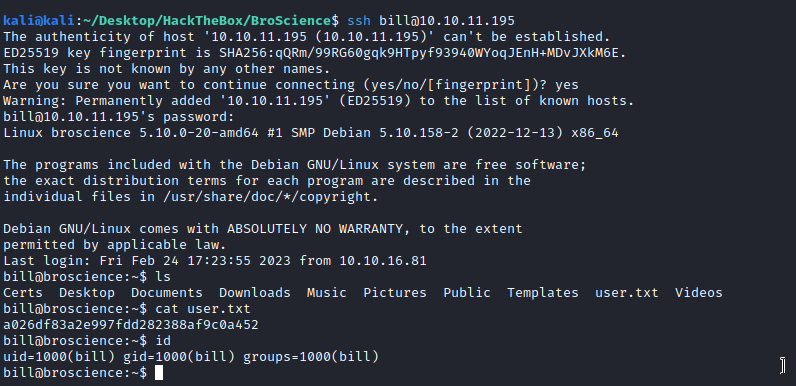 kali@kali:~/Desktop/HackTheBox/BroScience$ ssh bill@10.10.11.195
The authenticity of host '10.10.11.195 (10.10.11.195)' can't be established.
ED25519 key fingerprint is SHA256:qQRm/99RG60gqk9HTpyf93940WYoqJEnH+MDvJXkM6E.
This key is not known by any other names.
Are you sure you want to continue connecting (yes/no/[fingerprint])? yes
Warning: Permanently added '10.10.11.195' (ED25519) to the list of known hosts.
bill@10.10.11.195's password:
Linux broscience 5.10.0-20-amd64 #1 SMP Debian 5.10.158-2 (2022-12-13) x86_64
The programs included with the Debian GNU/Linux system are free software;
the exact distribution terms for each program are described in the
individual files in /usr/share/doc/*/copyright.
Debian GNU/Linux comes with ABSOLUTELY NO WARRANTY, to the extent
permitted by applicable law.
Last login: Fri Feb 24 17:23:55 2023 from 10.10.16.81
bill@broscience:~$ ls
Certs  Desktop  Documents  Downloads  Music  Pictures  Public  Templates  user.txt  Videos
bill@broscience:~$ cat user.txt
a026df83a2e997fdd282388af9c0a452
bill@broscience:~$ id
uid=1000(bill) gid=1000(bill) groups=1000(bill)
bill@broscience:~$